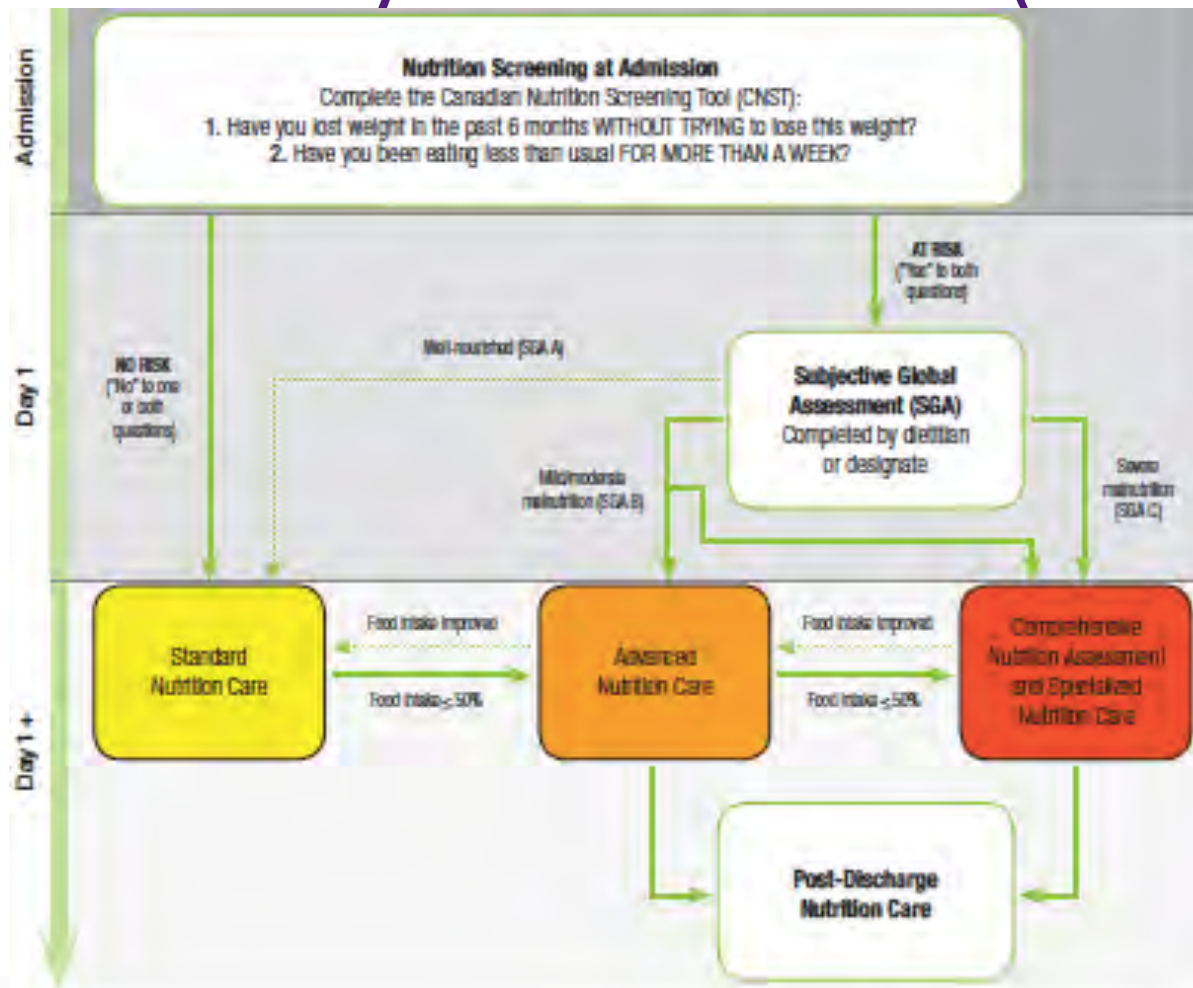 Admission
Nutrition Screening at Admission
Complete the Canadian Nutrition Screening Tool (CNST):
1. Have you lost weight in the past 6 months WITHOUT TRYING to lose this weight?
2. Have you been eating less than usual FOR MORE THAN A WEEK?
Day 1
NO RISK
("No" to one
or both
questions)
AT RISK
("Yes" to both
questions)
Well-nourished (SGA A)
Subjective Global
Assessment (SGA)
Completed by dietitian
or designate
Mild/moderate
malnutrition (SGA B)
Severe
malnutrition
(SGA C)
Day 1 +
Standard
Nutrition Care
Food intake improved
Food intake ≤ 50%
Advanced
Nutrition Care
Food intake improved
Food intake ≤ 50%
Comprehensive
Nutrition Assessment
and Specialized
Nutrition Care
Post-Discharge
Nutrition Care